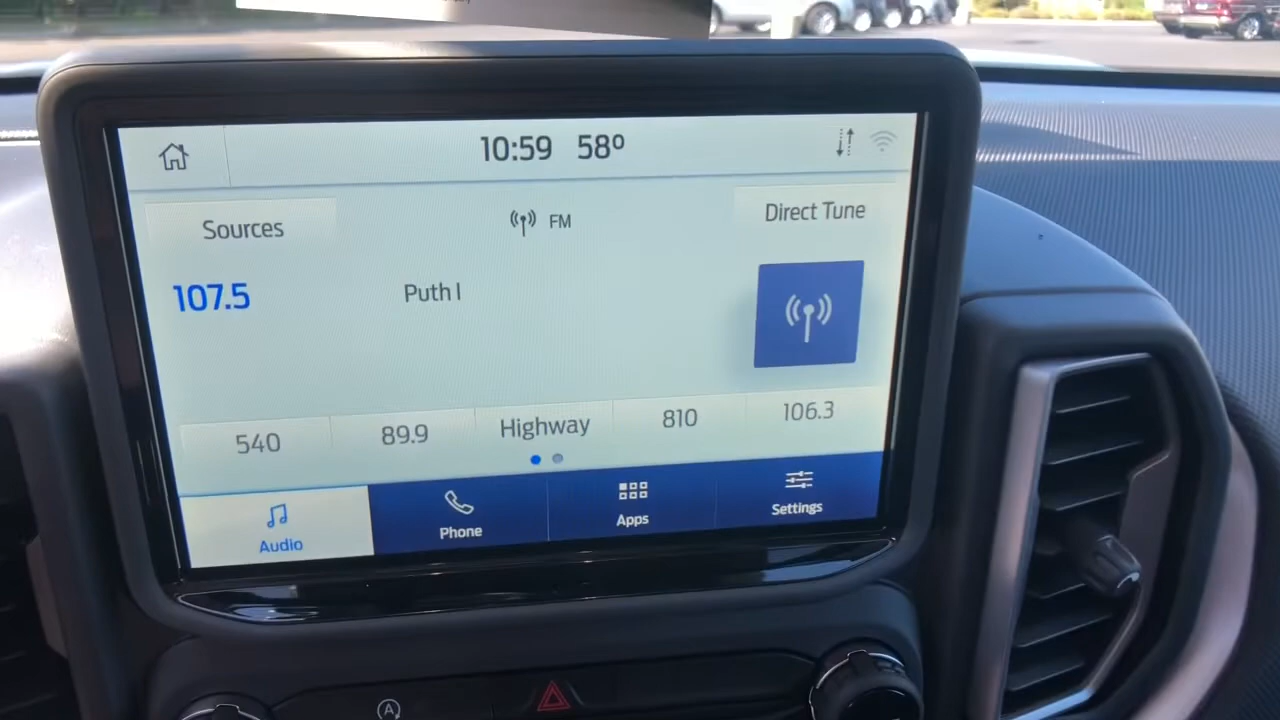 10:59 58º
Sources
FM
Direct Tune
107.5
Puth I
540
89.9
Highway
810
106.3
Audio
Phone
Apps
Settings
A